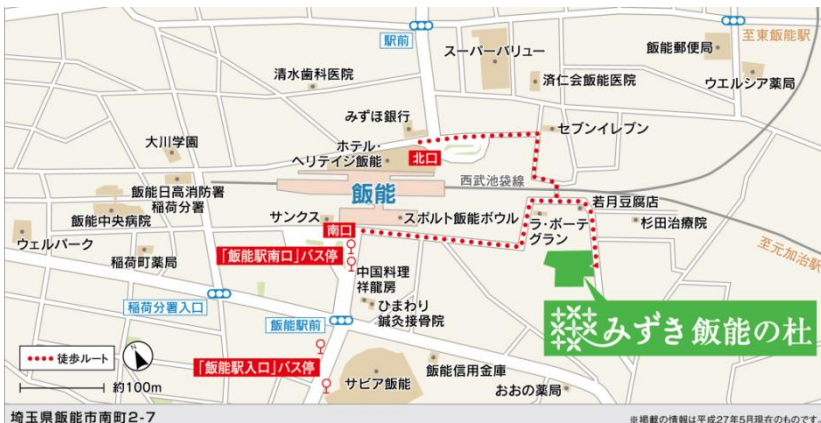 駅前
スーパーバリュー
飯能郵便局
至東飯能駅
清水歯科医院
済仁会飯能医院
ウエルシア薬局
みずほ銀行
セブンイレブン
大川学園
ホテル・
ヘリテイジ飯能
北口
西武池袋線
飯能日高消防署
稲荷分署
飯能
若月豆腐店
飯能中央病院
サンクス
スポルト飯能ボウル
ラ・ボーテ
グラン
杉田治療院
ウェルパーク
南口
至元加治駅
稲荷町薬局
「飯能駅南口」バス停
中国料理
祥龍房
稲荷分署入口
飯能駅前
ひまわり
鍼灸接骨院
みずき飯能の杜
徒歩ルート
N
「飯能駅入口」バス停
飯能信用金庫
約100m
サビア飯能
おおの薬局
埼玉県飯能市南町2-7
※掲載の情報は平成27年5月現在のものです。